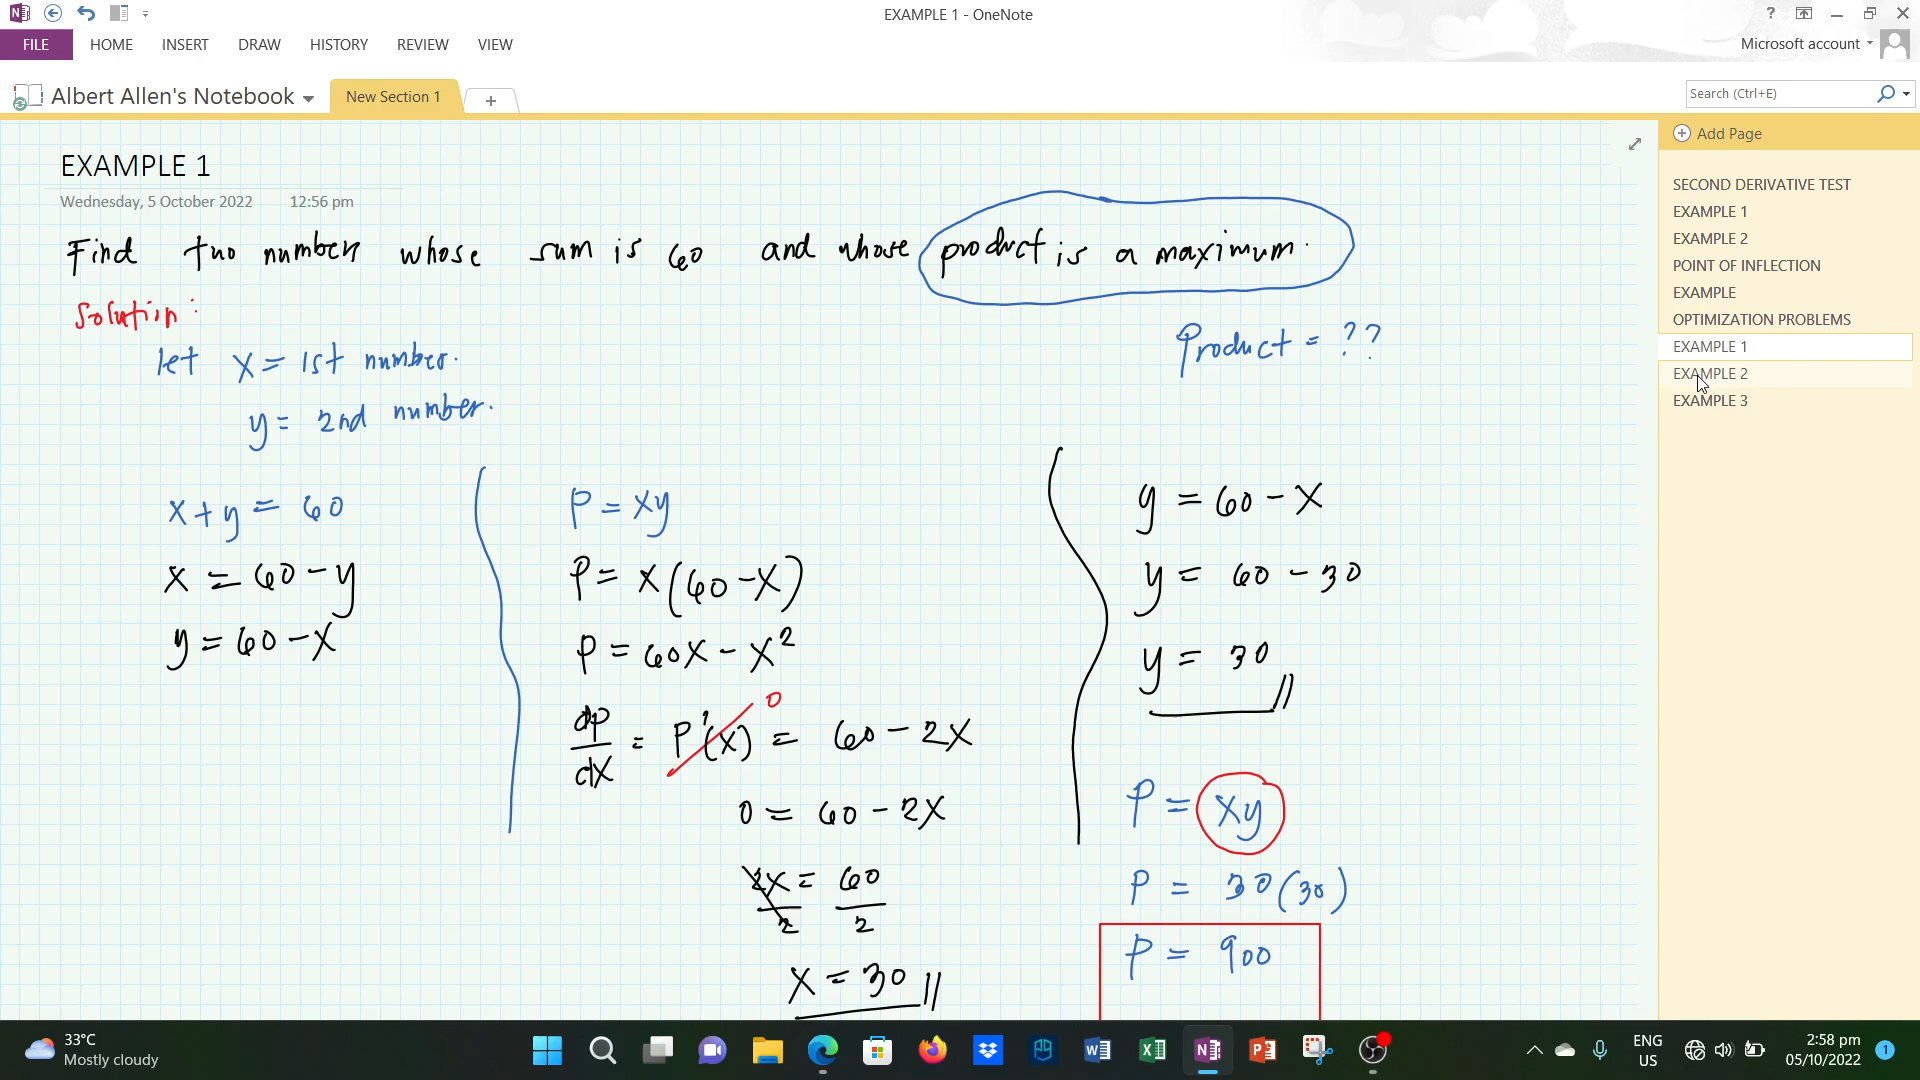 EXAMPLE 1 - OneNote
?
FILE HOME INSERT DRAW HISTORY REVIEW VIEW
Microsoft account
Albert Allen's Notebook
New Section 1
+
Search (Ctrl+E)
Add Page
SECOND DERIVATIVE TEST
EXAMPLE 1
EXAMPLE 2
POINT OF INFLECTION
EXAMPLE
OPTIMIZATION PROBLEMS
EXAMPLE 1
EXAMPLE 2
EXAMPLE 3
EXAMPLE 1
Wednesday, 5 October 2022 12:56 pm
Find two number whose sum is 60 and whose product is a maximum.
Solution:
let x = 1st number.
y = 2nd number.
Product = ??
x + y = 60
x = 60 - y
y = 60 - x
P = xy
P = x(60 - x)
P = 60x - x²
dP/dx = P'(x) = 60 - 2x
0
0 = 60 - 2x
2x/2 = 60/2
x = 30 //
y = 60 - x
y = 60 - 30
y = 30 //
P = xy
P = 30(30)
P = 900
33°C
Mostly cloudy
ENG
US
2:58 pm
05/10/2022
1